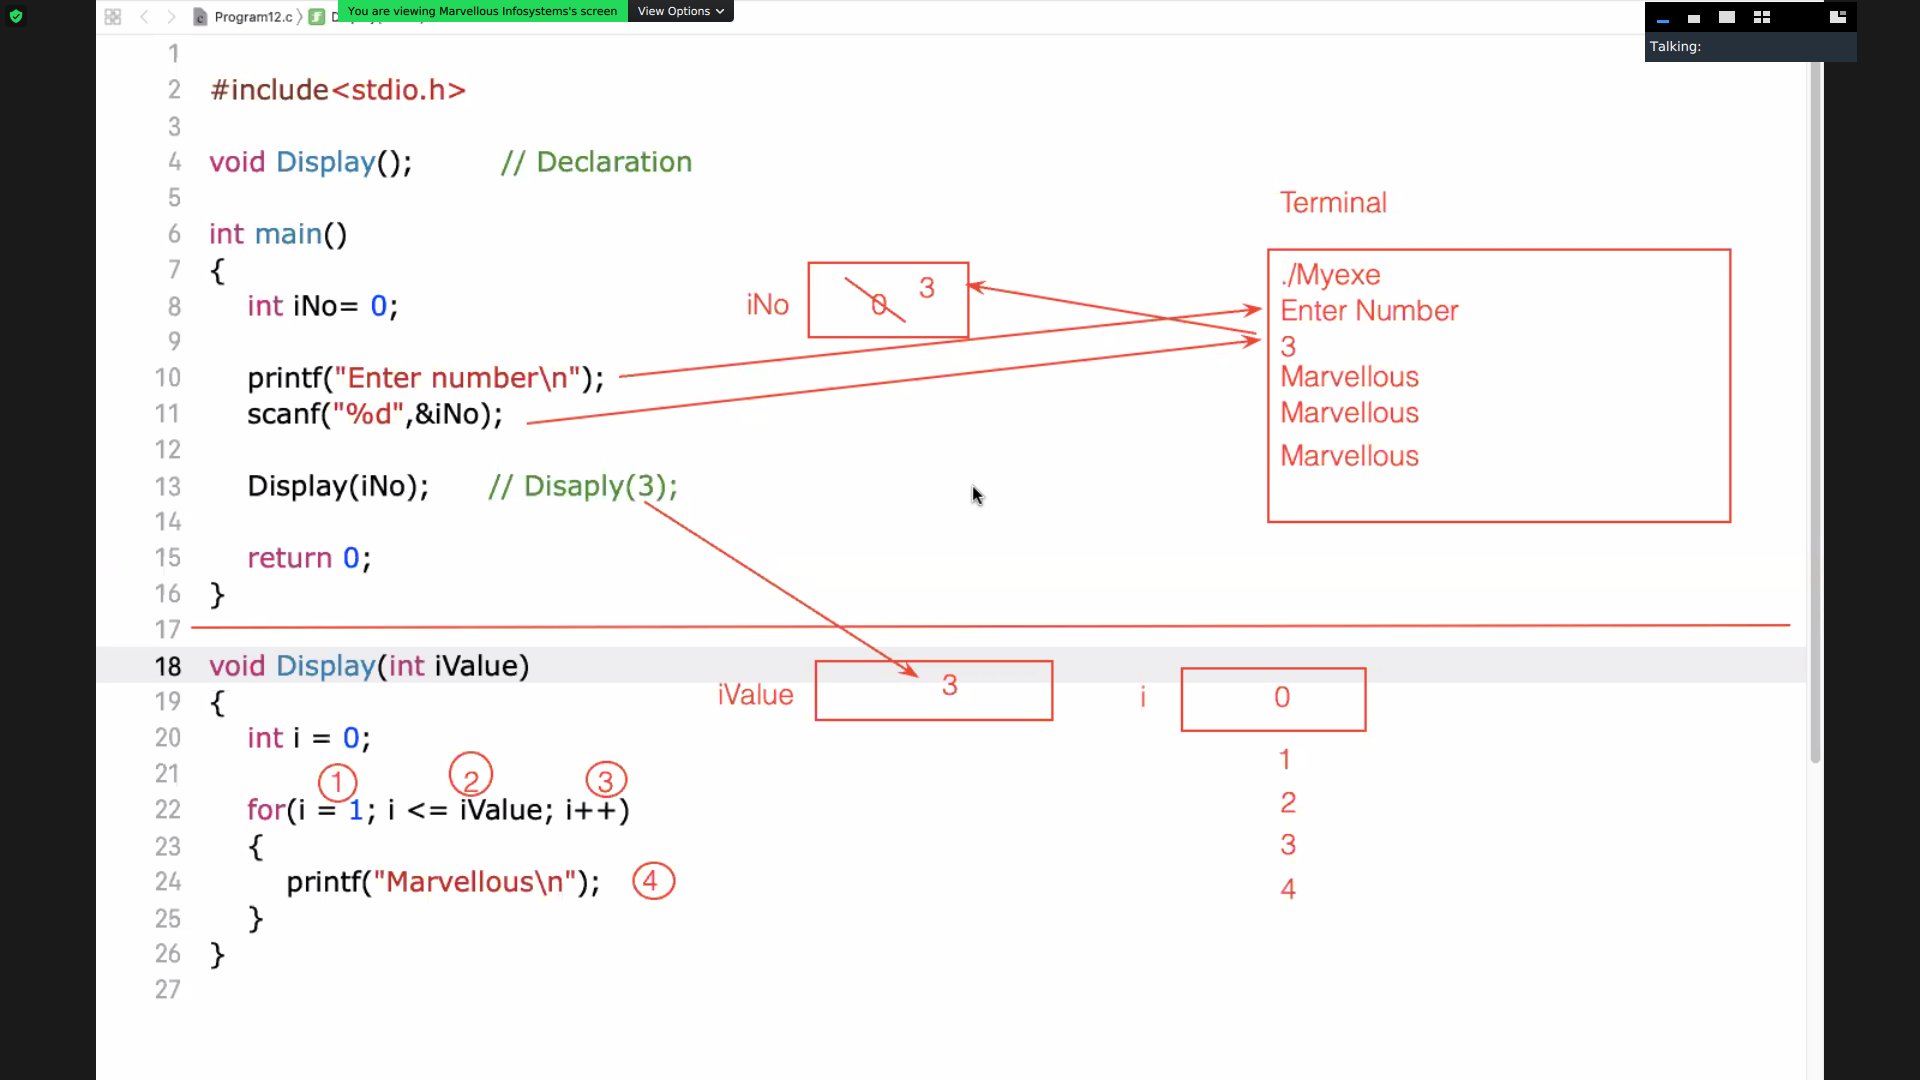 Program12.c
You are viewing Marvellous Infosystems's screen
View Options
Talking:
1
2 #include<stdio.h>
3
4 void Display(); // Declaration
5
6 int main()
7 {
8 int iNo= 0;
9
10 printf("Enter number\n");
11 scanf("%d",&iNo);
12
13 Display(iNo); // Disaply(3);
14
15 return 0;
16 }
17
18 void Display(int iValue)
19 {
20 int i = 0;
21
1 2 3
22 for(i = 1; i <= iValue; i++)
23 {
24 printf("Marvellous\n"); 4
25 }
26 }
27
iNo 0 3
Terminal
./Myexe
Enter Number
3
Marvellous
Marvellous
Marvellous
iValue 3
i 0
1
2
3
4